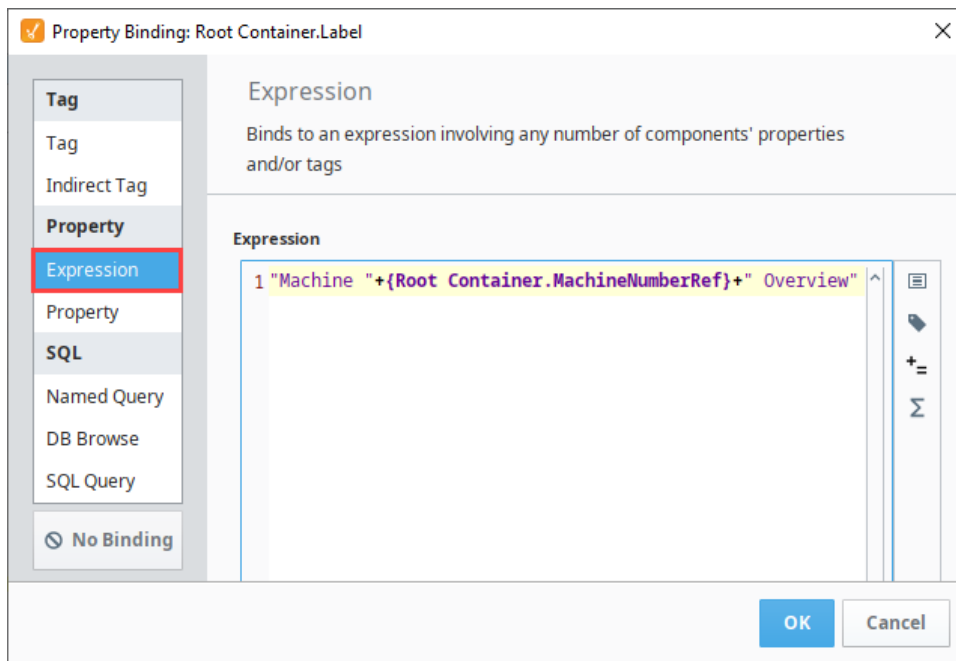 Property Binding: Root Container.Label
Tag
Tag
Indirect Tag
Property
Expression
Property
SQL
Named Query
DB Browse
SQL Query
No Binding
Expression
Binds to an expression involving any number of components' properties
and/or tags
Expression
1 "Machine "+{Root Container.MachineNumberRef}+" Overview"
OK
Cancel